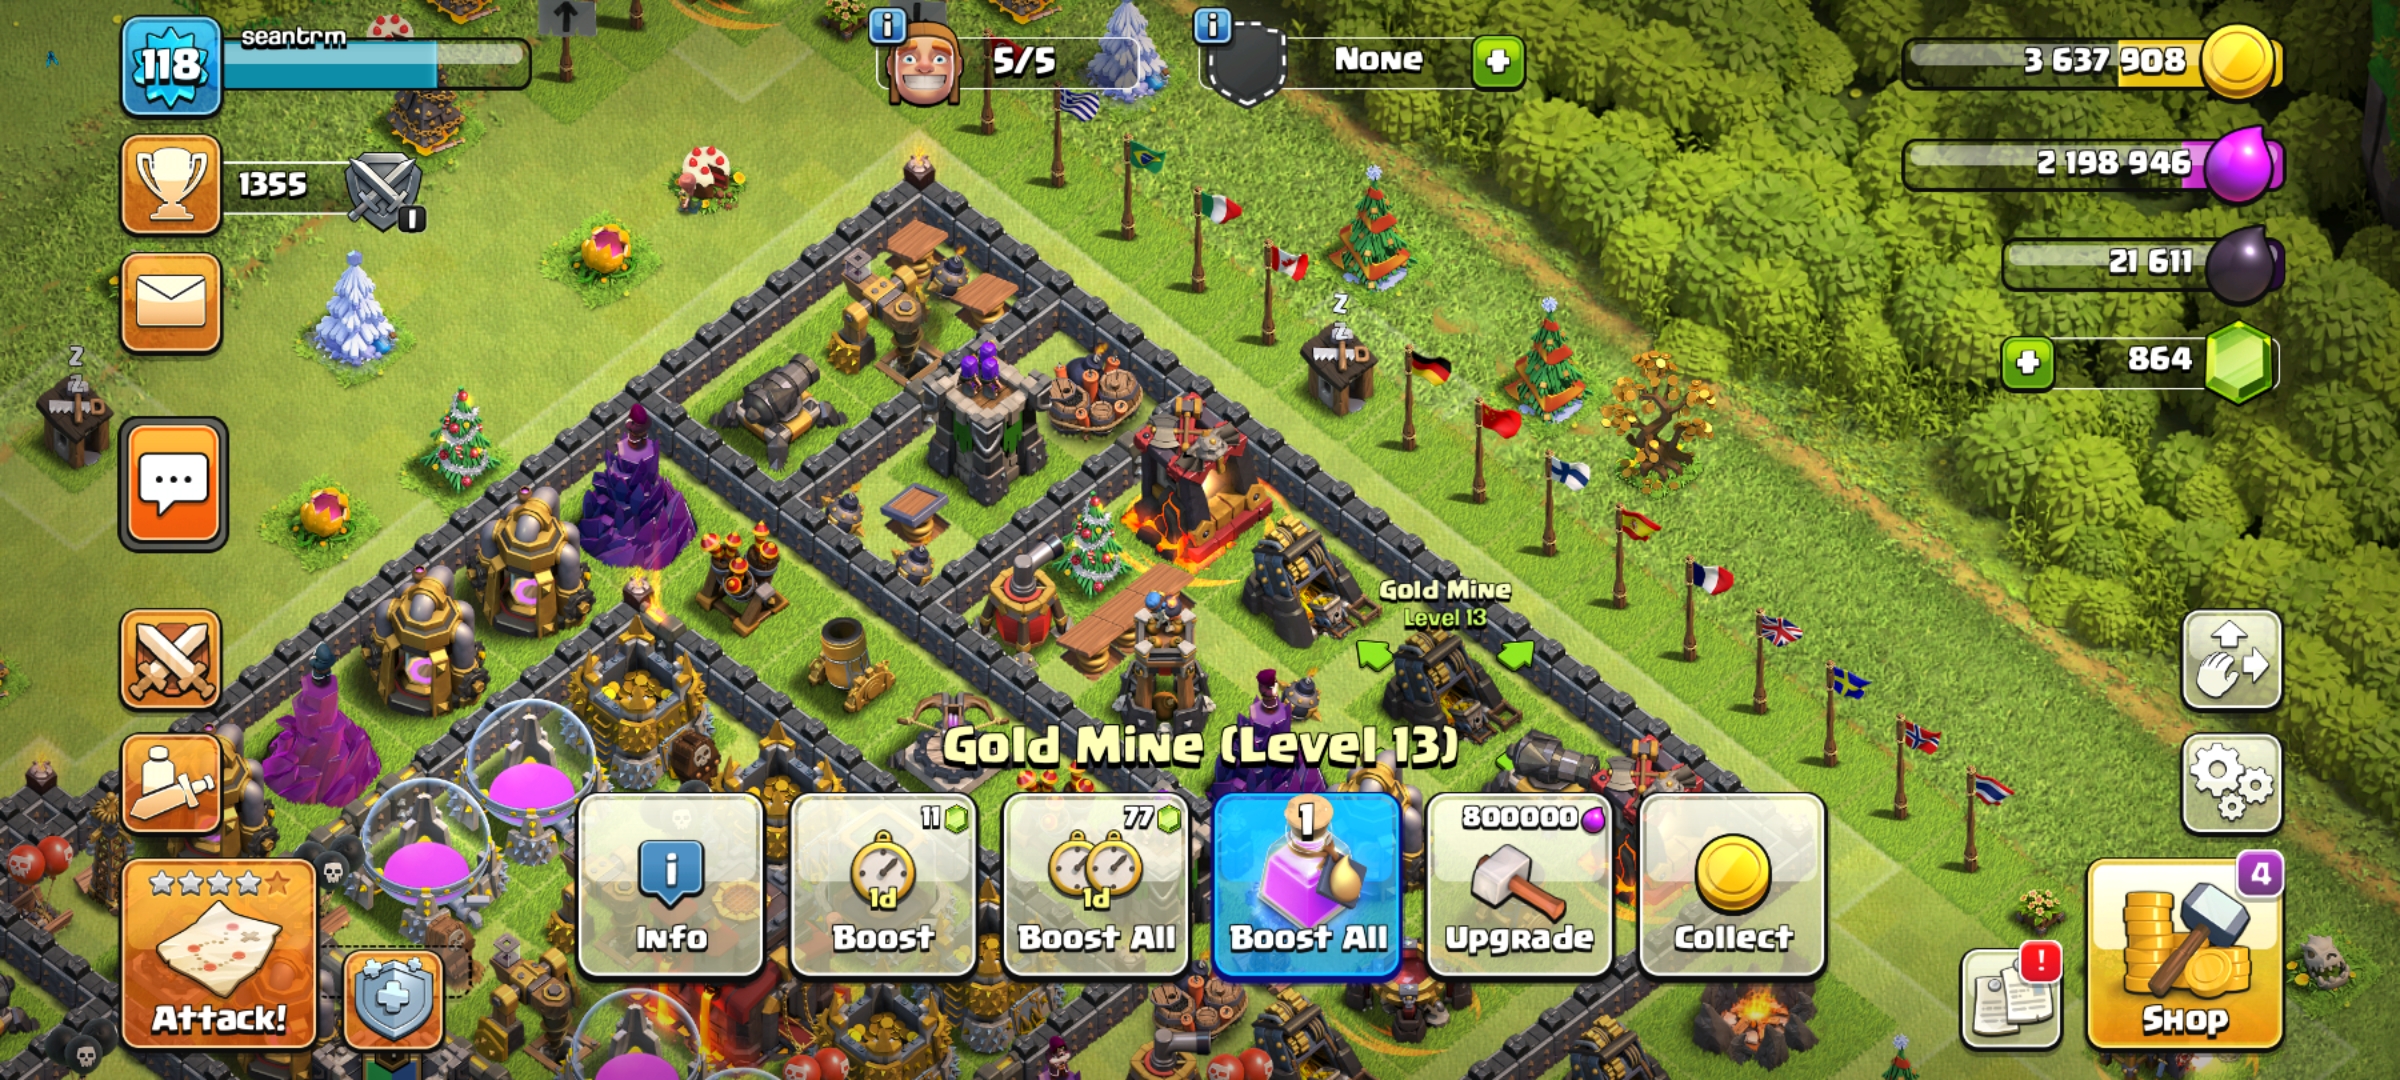 118
seantrm
5/5
None
3 637 908
1355
I
2 198 946
21 611
864
Z
Z
Z
Z
Gold Mine
Level 13
Gold Mine (Level 13)
Info
11
1d
Boost
77
1d
Boost All
1
Boost All
800000
Upgrade
Collect
Attack!
!
4
Shop